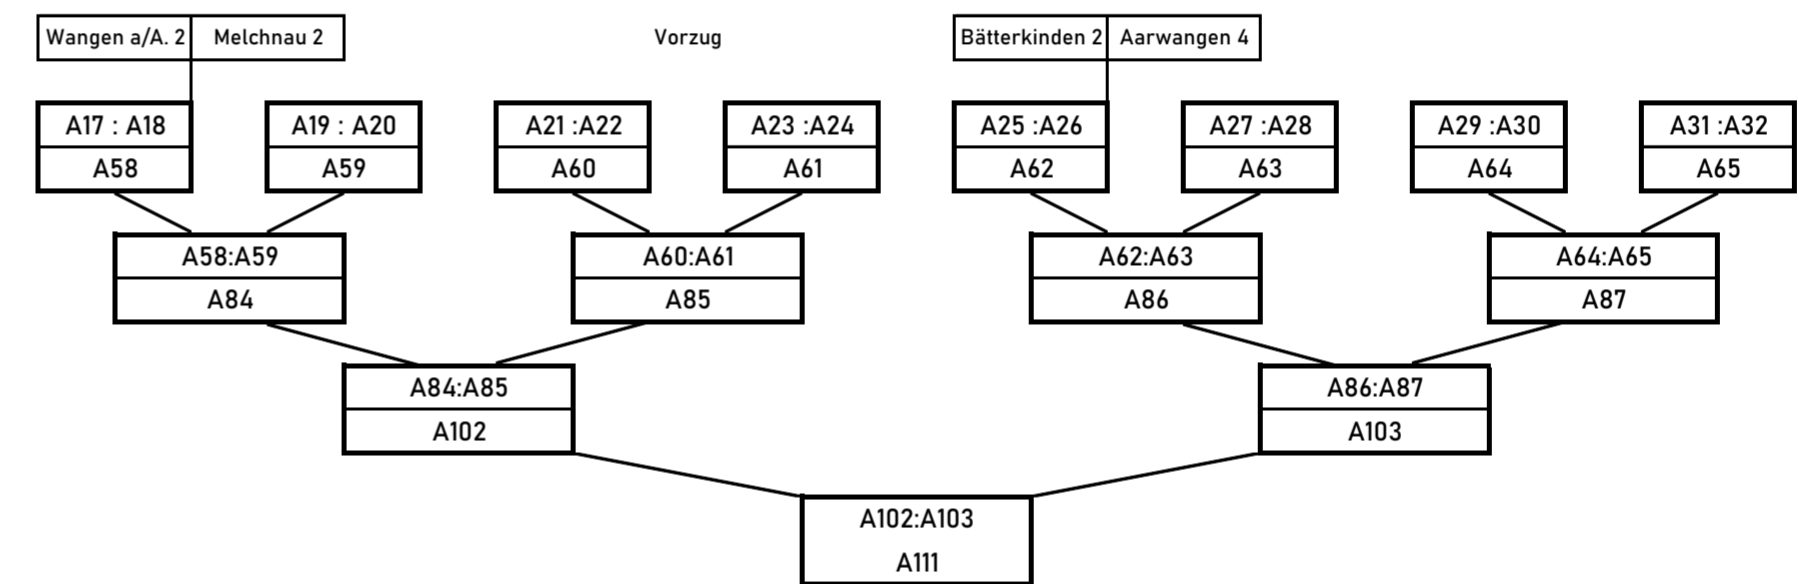 Wangen a/A. 2 Melchnau 2 Vorzug Bätterkinden 2 Aarwangen 4
A17 : A18 A19 : A20 A21 :A22 A23 :A24 A25 :A26 A27 :A28 A29 :A30 A31 :A32
A58 A59 A60 A61 A62 A63 A64 A65
A58:A59 A60:A61 A62:A63 A64:A65
A84 A85 A86 A87
A84:A85 A86:A87
A102 A103
A102:A103
A111